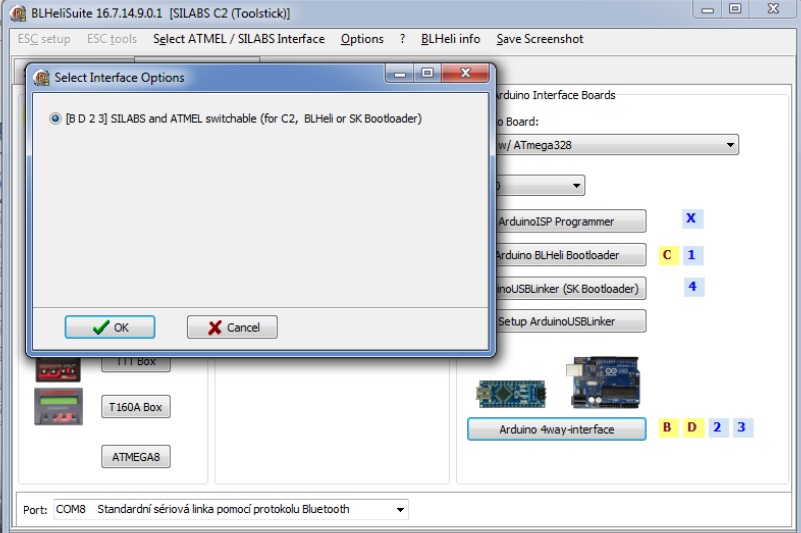 BLHeliSuite 16.7.14.9.0.1 [SILABS C2 (Toolstick)]
ESC setup ESC tools Select ATMEL / SILABS Interface Options ? BLHeli info Save Screenshot
Select Interface Options
[B D 2 3] SILABS and ATMEL switchable (for C2, BLHeli or SK Bootloader)
OK
Cancel
Arduino Interface Boards
Board:
w/ ATmega328
ArduinoISP Programmer X
Arduino BLHeli Bootloader C 1
inoUSBLinker (SK Bootloader) 4
Setup ArduinoUSBLinker
Box
T160A Box
ATMEGA8
Arduino 4way-interface B D 2 3
Port: COM8 Standardní sériová linka pomocí protokolu Bluetooth